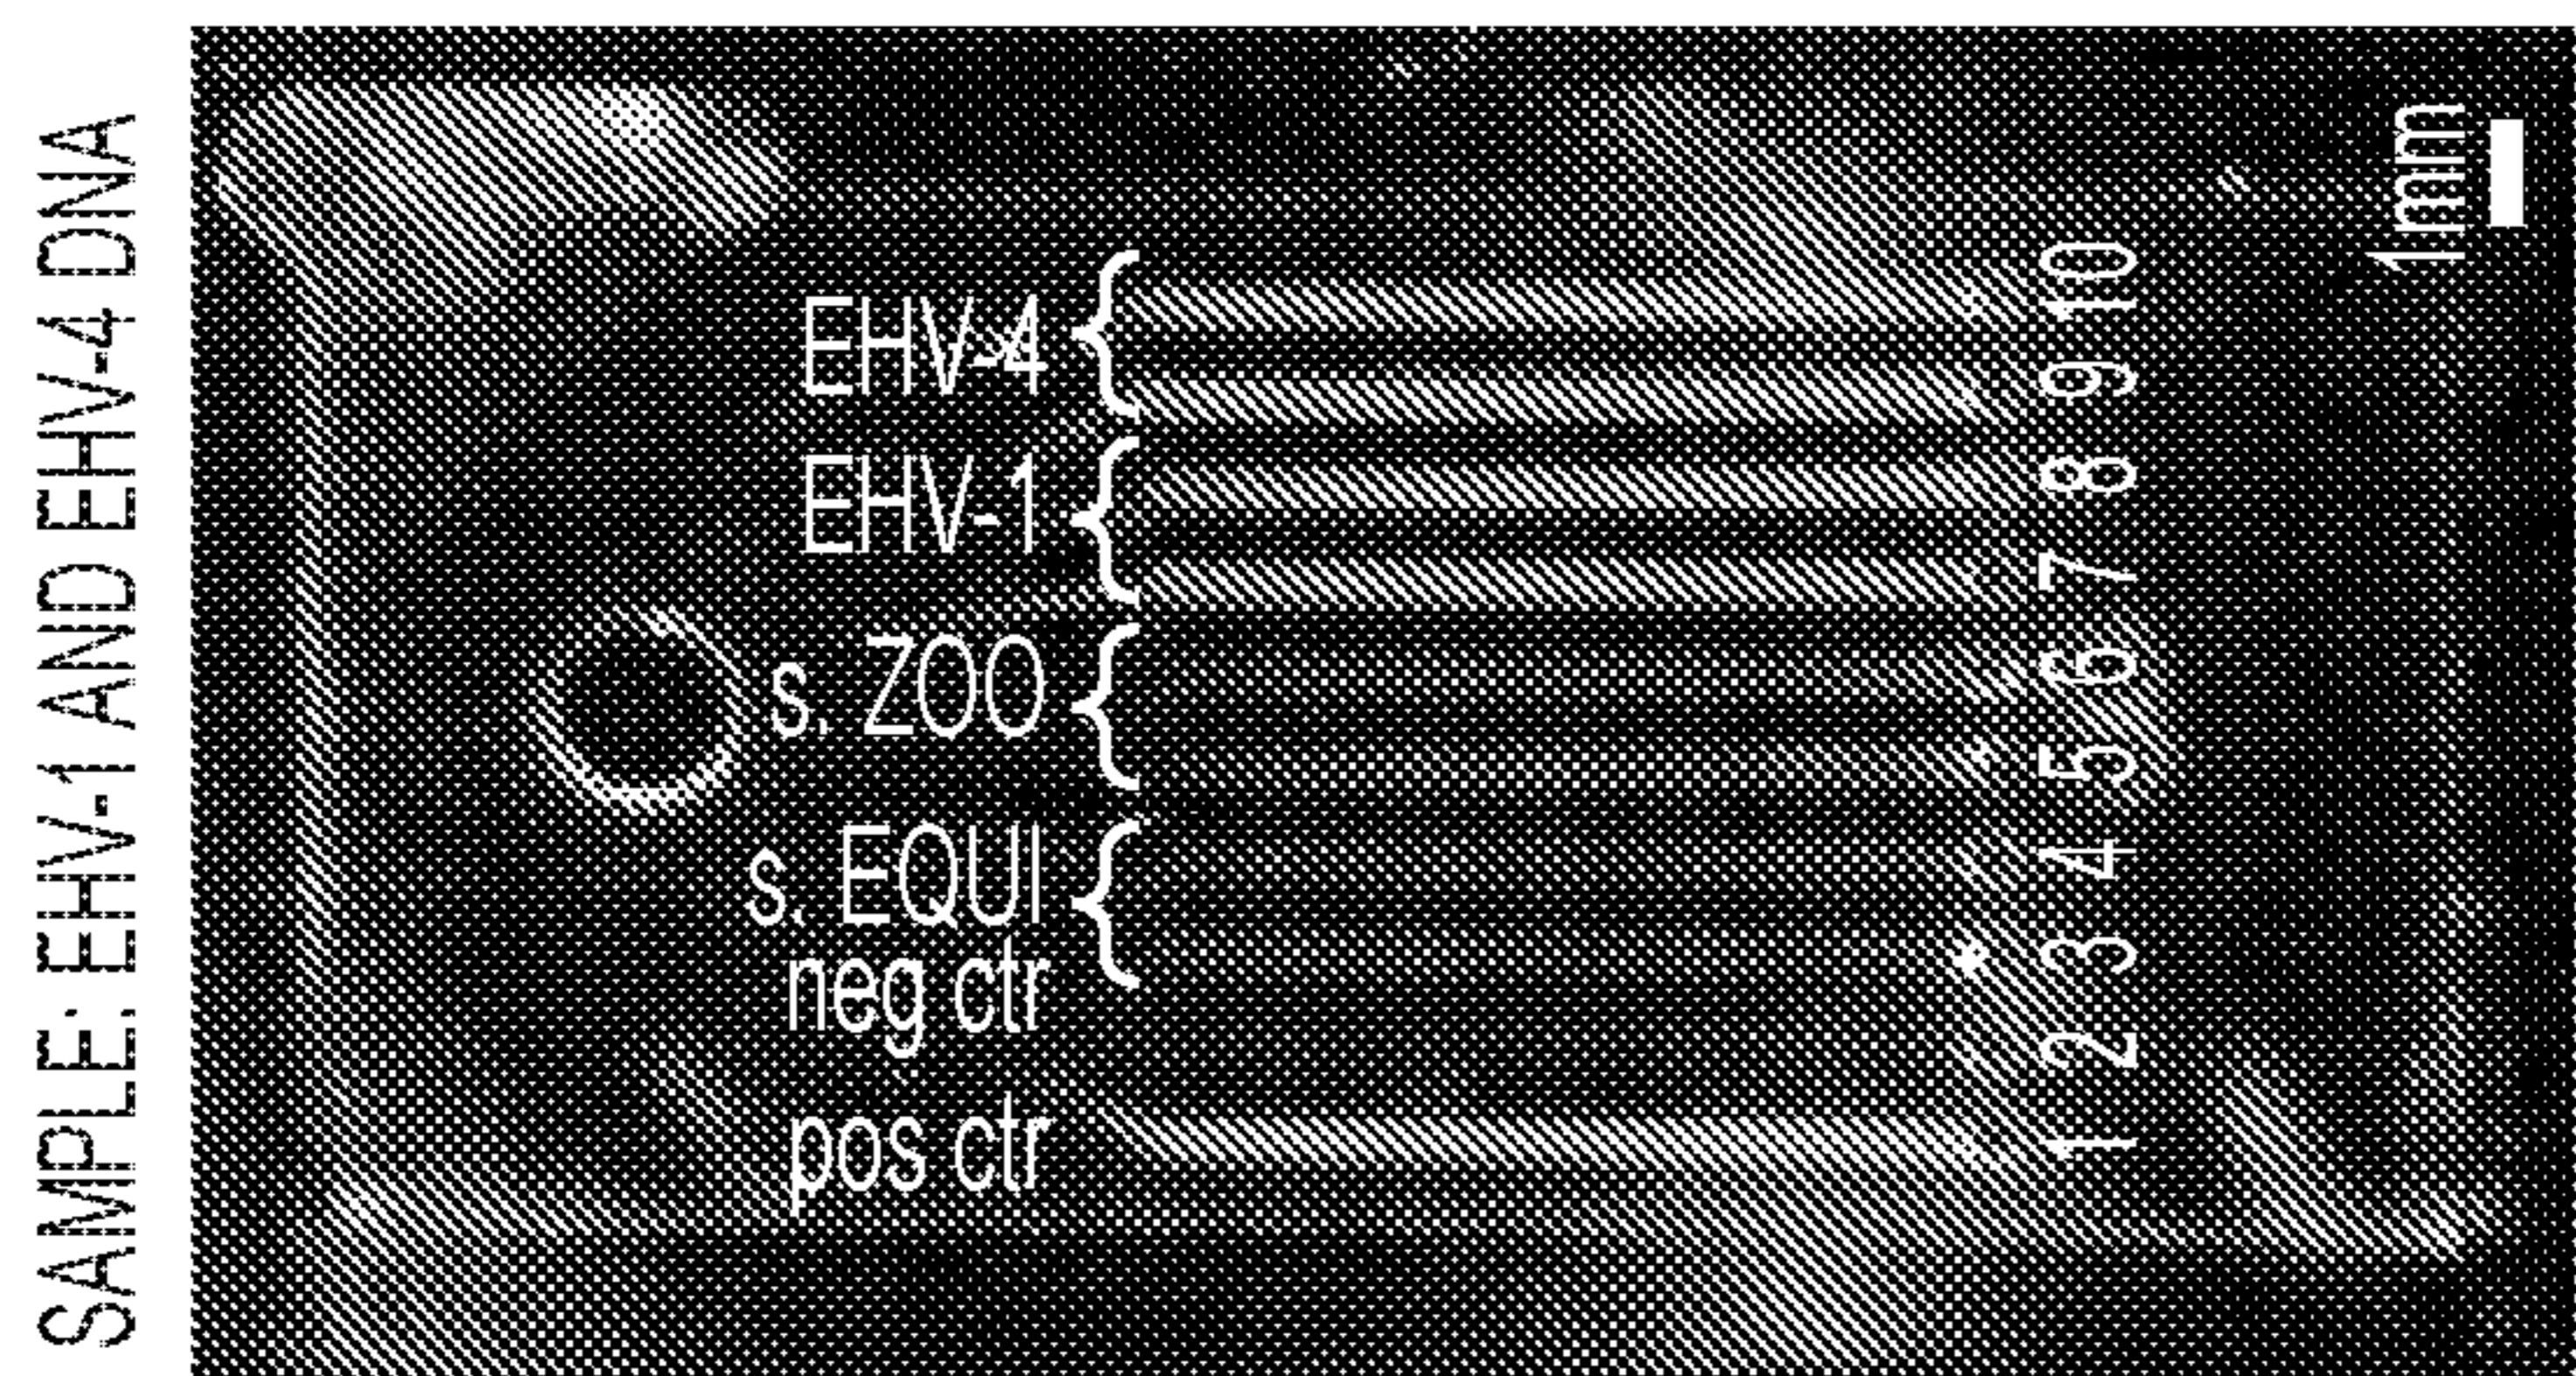 SAMPLE: EHV-1 AND EHV-4 DNA
EHV-4
EHV-1
s. ZOO
s. EQUI
neg ctr
pos ctr
1 2 3 4 5 6 7 8 9 10
1mm